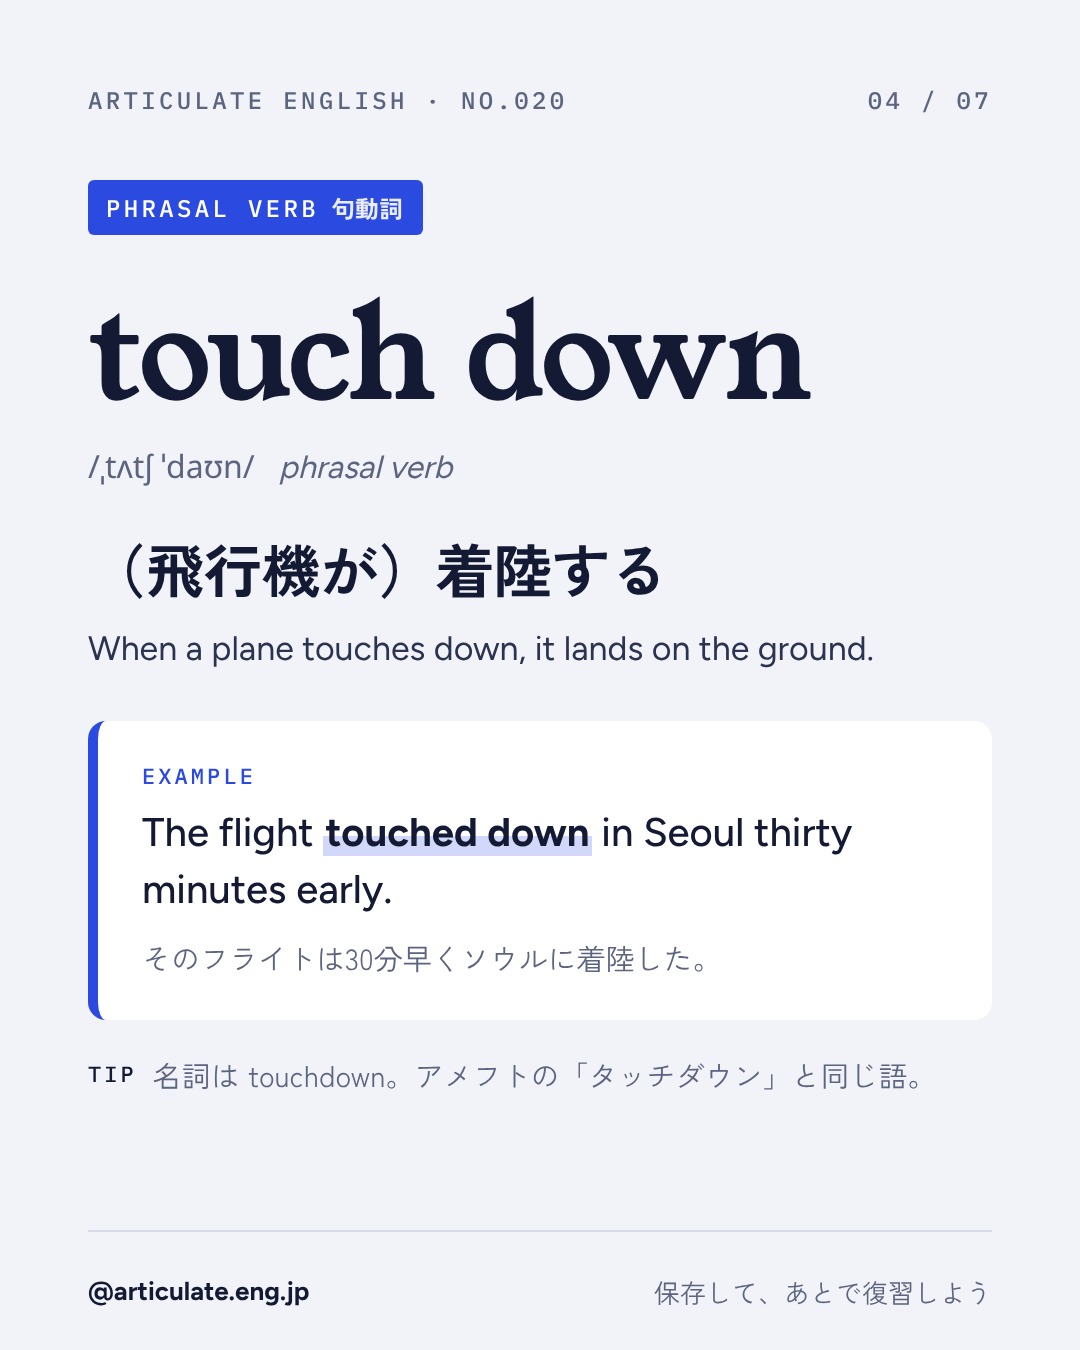 ARTICULATE ENGLISH · NO.020
04 / 07
PHRASAL VERB 句動詞
touch down
/ˌtʌtʃ ˈdaʊn/ phrasal verb
（飛行機が）着陸する
When a plane touches down, it lands on the ground.
EXAMPLE
The flight touched down in Seoul thirty
minutes early.
そのフライトは30分早くソウルに着陸した。
TIP 名詞は touchdown。アメフトの「タッチダウン」と同じ語。
@articulate.eng.jp
保存して、あとで復習しよう